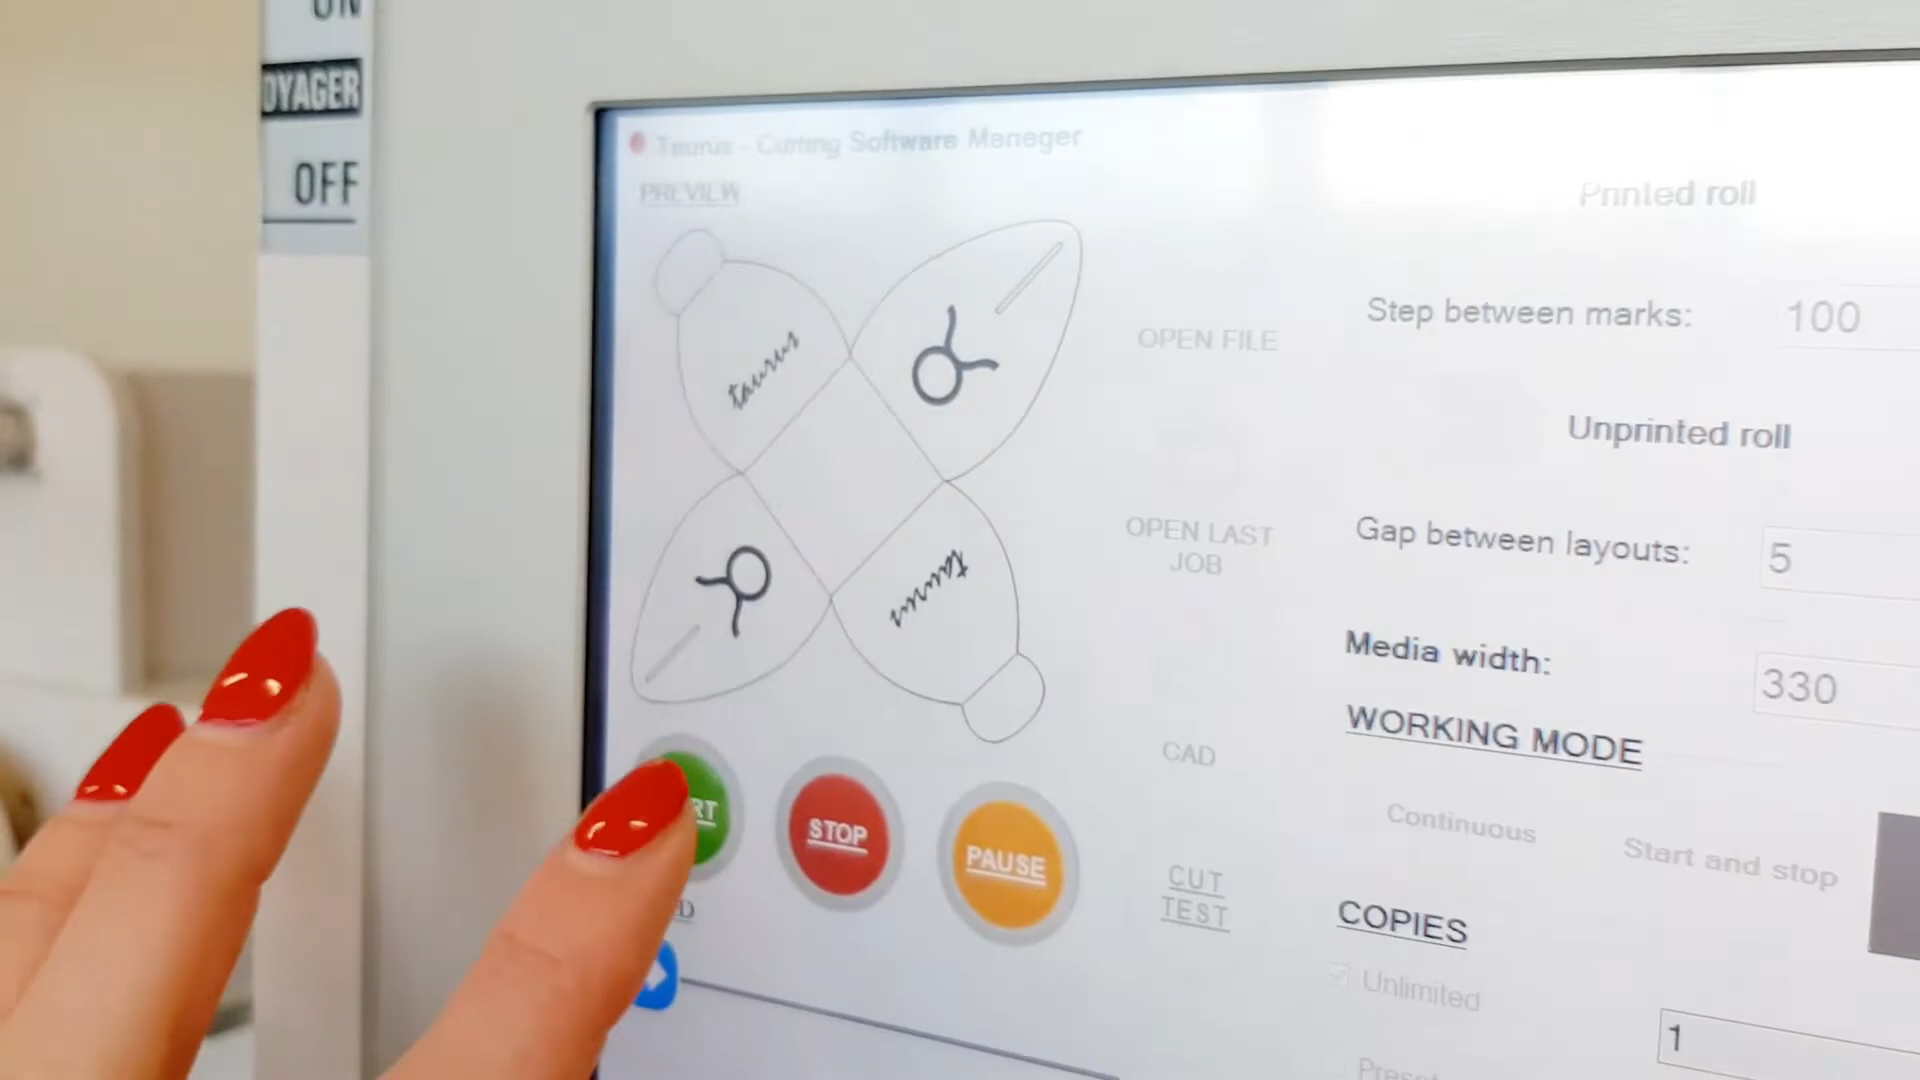 ON
OYAGER
OFF
Taurus - Cutting Software Meneger
PREVIEW
taurus
taurus
RT
STOP
PAUSE
D
OPEN FILE
OPEN LAST
JOB
CAD
CUT
TEST
Printed roll
Step between marks: 100
Unprinted roll
Gap between layouts: 5
Media width: 330
WORKING MODE
Continuous
Start and stop
COPIES
Unlimited
1